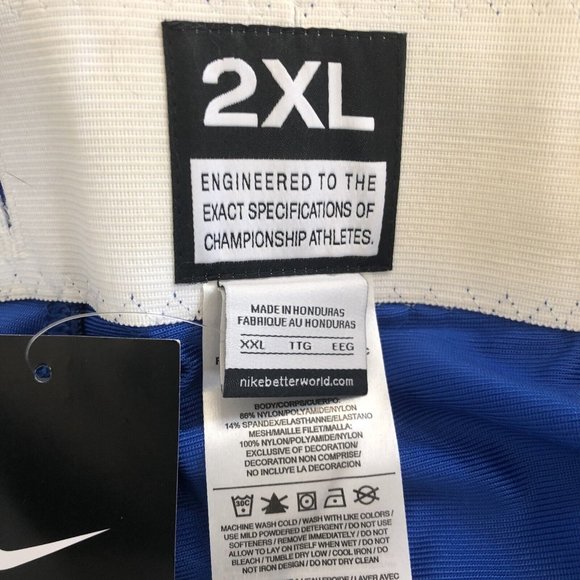 2XL
ENGINEERED TO THE
EXACT SPECIFICATIONS OF
CHAMPIONSHIP ATHLETES.
MADE IN HONDURAS
FABRIQUE AU HONDURAS
XXL TTG EEG
nikebetterworld.com
BODY/CORPS/CUERPO:
86% NYLON/POLYAMIDE/NYLON
14% SPANDEX/ELASTHANNE/ELASTANO
MESH/MAILLE FILET/MALLA:
100% NYLON/POLYAMIDE/NYLON
EXCLUSIVE OF DECORATION
DECORATION NON COMPRISE/
NO INCLUYE LA DECORACION
30C
MACHINE WASH COLD / WASH WITH LIKE COLORS /
USE MILD POWDERED DETERGENT / DO NOT USE
SOFTENERS / REMOVE IMMEDIATELY / DO NOT
ALLOW TO LAY ON ITSELF WHEN WET / DO NOT
BLEACH / TUMBLE DRY LOW / COOL IRON / DO
NOT IRON DESIGN / DO NOT DRY CLEAN